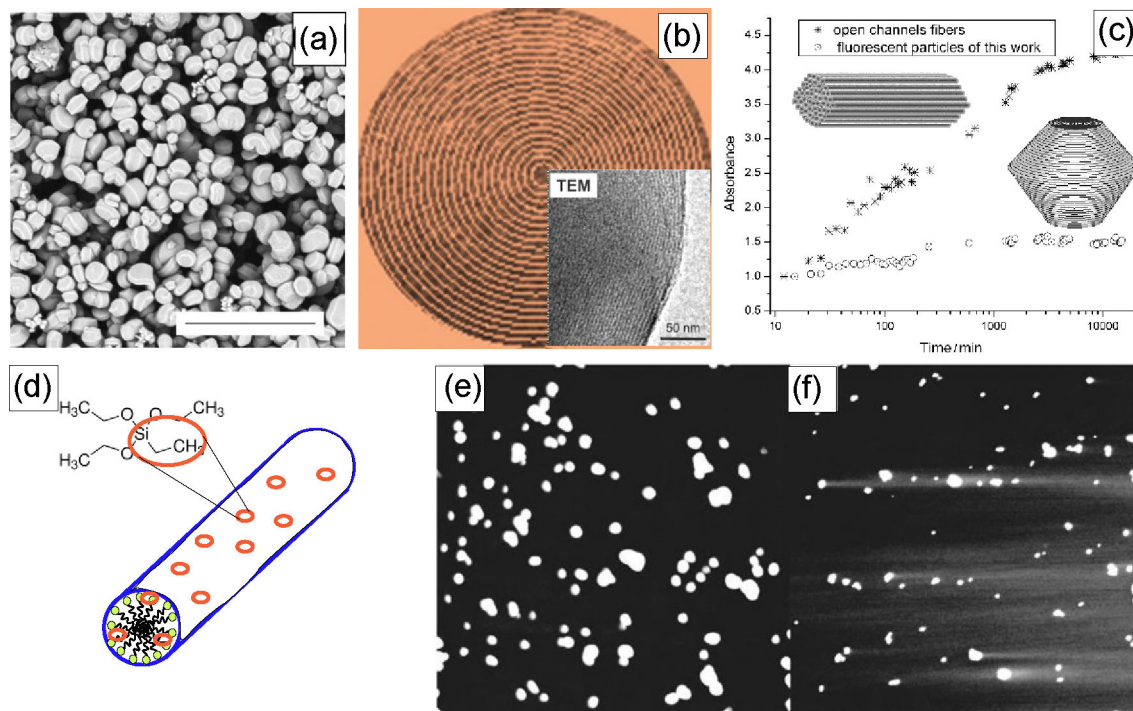 (a)
(b)
TEM
50 nm
(c)
* open channels fibers
○ fluorescent particles of this work
Absorbance
4.5
4.0
3.5
3.0
2.5
2.0
1.5
1.0
0.5
10
100
1000
10000
Time/min
(d)
H₃C
O
O
CH₃
Si
H₃C
O
CH₃
(e)
(f)